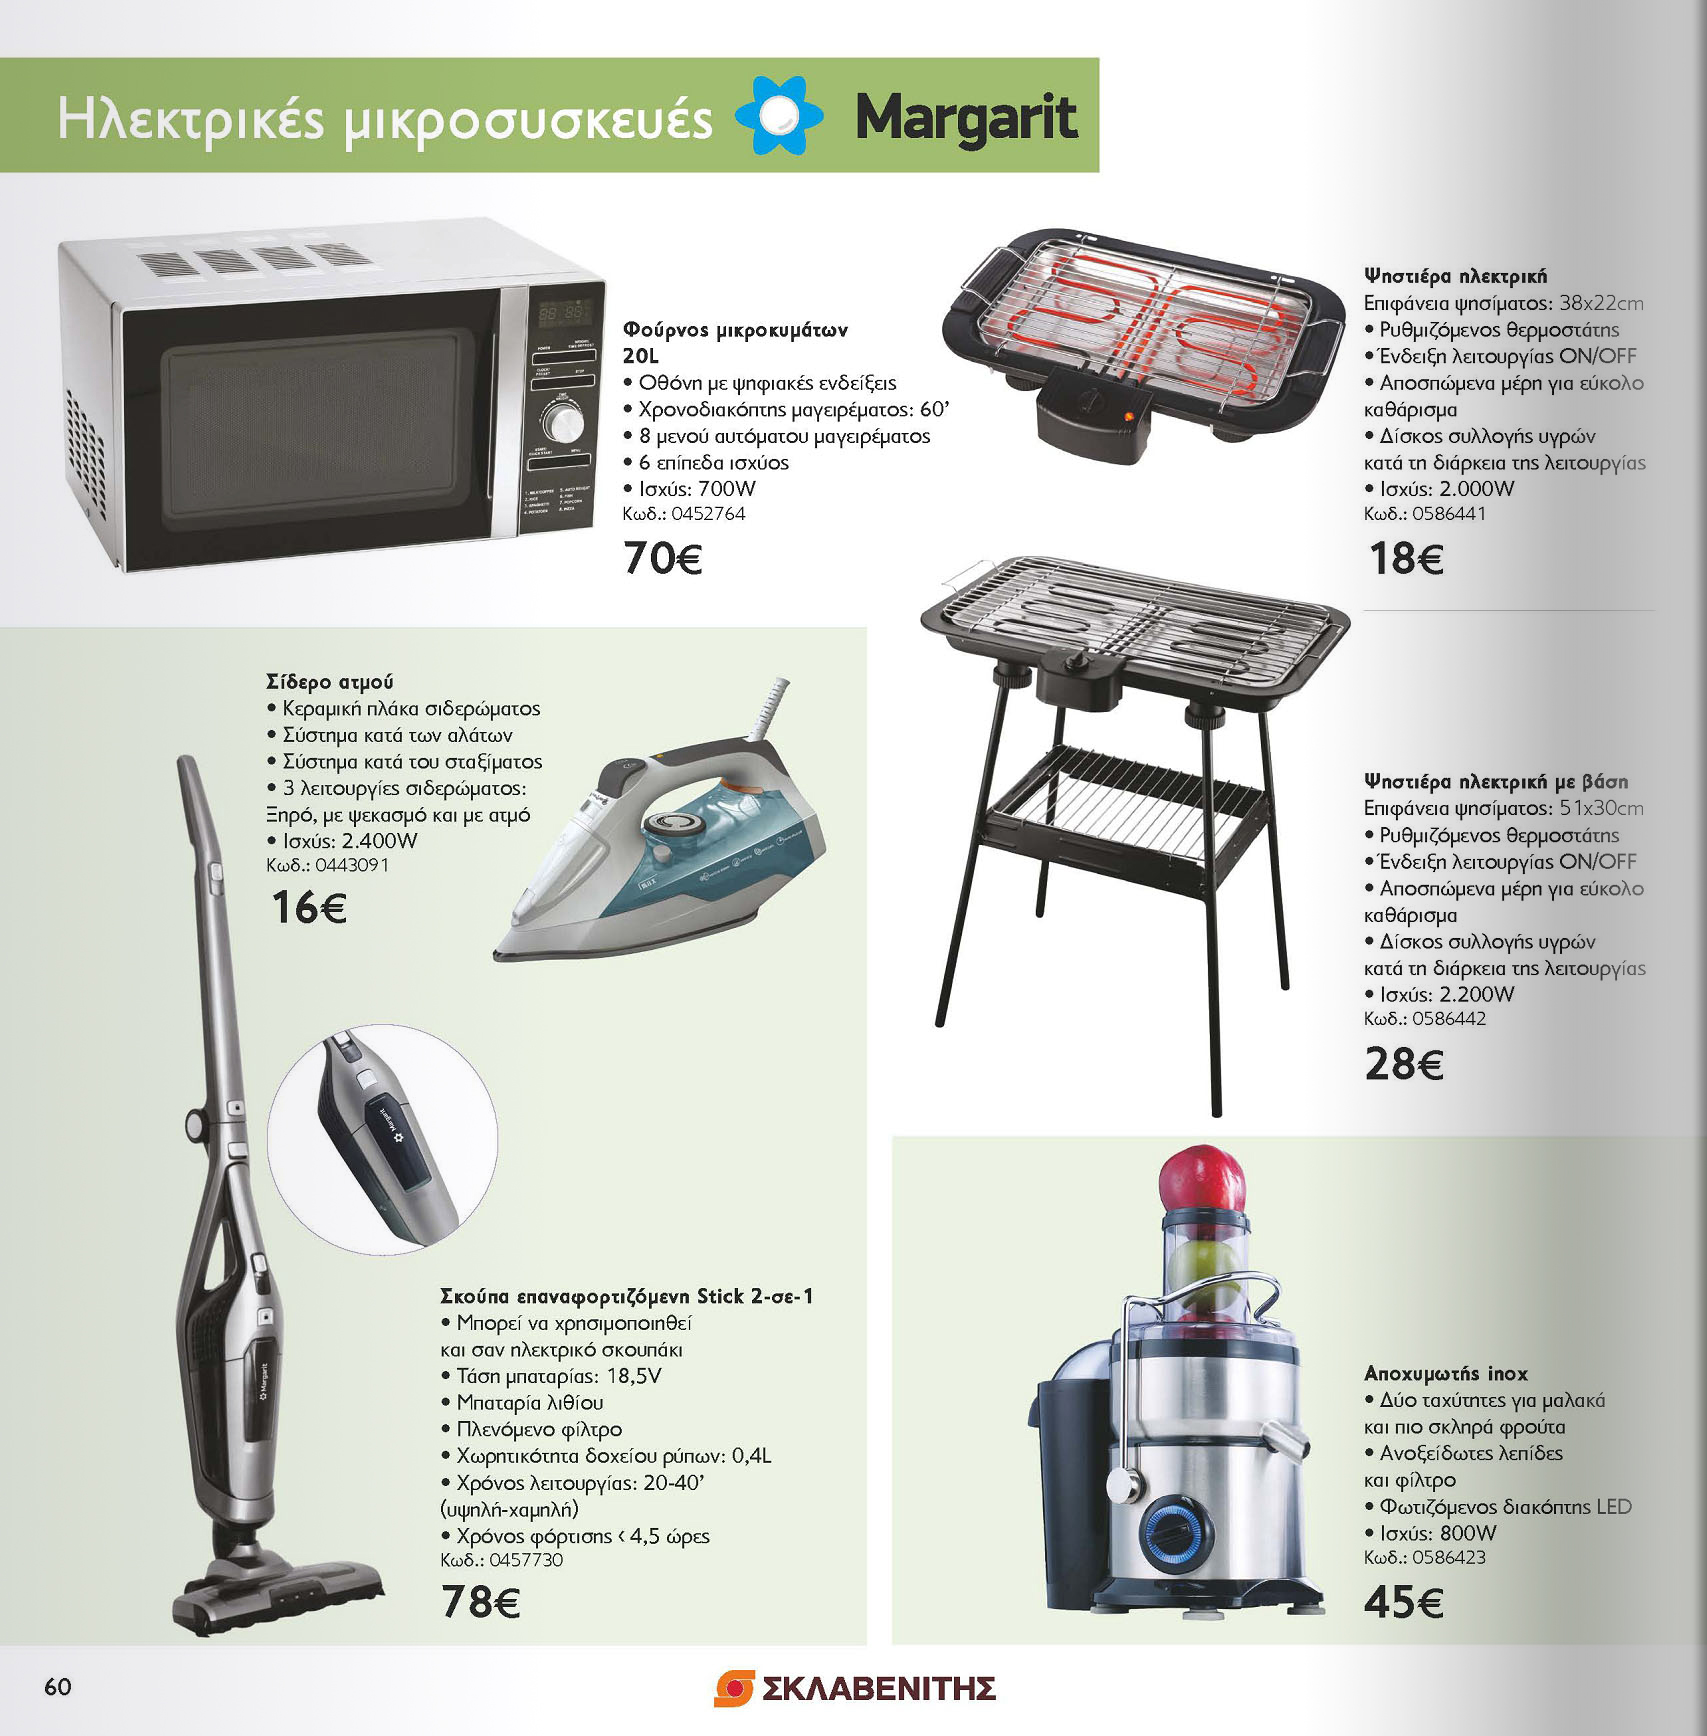 Ηλεκτρικές μικροσυσκευές Margarit
Φούρνος μικροκυμάτων
20L
• Οθόνη με ψηφιακές ενδείξεις
• Χρονοδιακόπτης μαγειρέματος: 60’
• 8 μενού αυτόματου μαγειρέματος
• 6 επίπεδα ισχύος
• Ισχύς: 700W
Κωδ.: 0452764
70€
Ψηστιέρα ηλεκτρική
Επιφάνεια ψησίματος: 38x22cm
• Ρυθμιζόμενος θερμοστάτης
• Ένδειξη λειτουργίας ON/OFF
• Αποσπώμενα μέρη για εύκολο
καθάρισμα
• Δίσκος συλλογής υγρών
κατά τη διάρκεια της λειτουργίας
• Ισχύς: 2.000W
Κωδ.: 0586441
18€
Σίδερο ατμού
• Κεραμική πλάκα σιδερώματος
• Σύστημα κατά των αλάτων
• Σύστημα κατά του σταξίματος
• 3 λειτουργίες σιδερώματος:
Ξηρό, με ψεκασμό και με ατμό
• Ισχύς: 2.400W
Κωδ.: 0443091
16€
Ψηστιέρα ηλεκτρική με βάση
Επιφάνεια ψησίματος: 51x30cm
• Ρυθμιζόμενος θερμοστάτης
• Ένδειξη λειτουργίας ON/OFF
• Αποσπώμενα μέρη για εύκολο
καθάρισμα
• Δίσκος συλλογής υγρών
κατά τη διάρκεια της λειτουργίας
• Ισχύς: 2.200W
Κωδ.: 0586442
28€
Margarit
Margarit
Σκούπα επαναφορτιζόμενη Stick 2-σε-1
• Μπορεί να χρησιμοποιηθεί
και σαν ηλεκτρικό σκουπάκι
• Τάση μπαταρίας: 18,5V
• Μπαταρία λιθίου
• Πλενόμενο φίλτρο
• Χωρητικότητα δοχείου ρύπων: 0,4L
• Χρόνος λειτουργίας: 20-40’
(υψηλή-χαμηλή)
• Χρόνος φόρτισης < 4,5 ώρες
Κωδ.: 0457730
78€
Αποχυμωτής inox
• Δύο ταχύτητες για μαλακά
και πιο σκληρά φρούτα
• Ανοξείδωτες λεπίδες
και φίλτρο
• Φωτιζόμενος διακόπτης LED
• Ισχύς: 800W
Κωδ.: 0586423
45€
60
ΣΚΛΑΒΕΝΙΤΗΣ